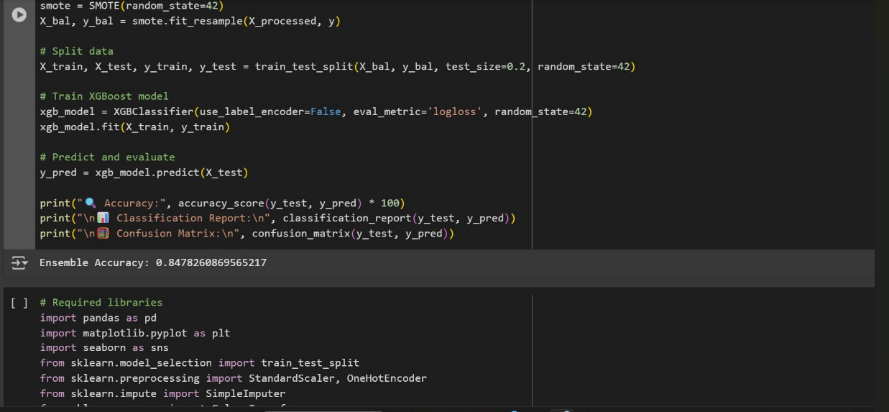 smote = SMOTE(random_state=42)
X_bal, y_bal = smote.fit_resample(X_processed, y)
# Split data
X_train, X_test, y_train, y_test = train_test_split(X_bal, y_bal, test_size=0.2, random_state=42)
# Train XGBoost model
xgb_model = XGBClassifier(use_label_encoder=False, eval_metric='logloss', random_state=42)
xgb_model.fit(X_train, y_train)
# Predict and evaluate
y_pred = xgb_model.predict(X_test)
print("🔍 Accuracy:", accuracy_score(y_test, y_pred) * 100)
print("\n📊 Classification Report:\n", classification_report(y_test, y_pred))
print("\n🧮 Confusion Matrix:\n", confusion_matrix(y_test, y_pred))
Ensemble Accuracy: 0.8478260869565217
[ ] # Required libraries
import pandas as pd
import matplotlib.pyplot as plt
import seaborn as sns
from sklearn.model_selection import train_test_split
from sklearn.preprocessing import StandardScaler, OneHotEncoder
from sklearn.impute import SimpleImputer